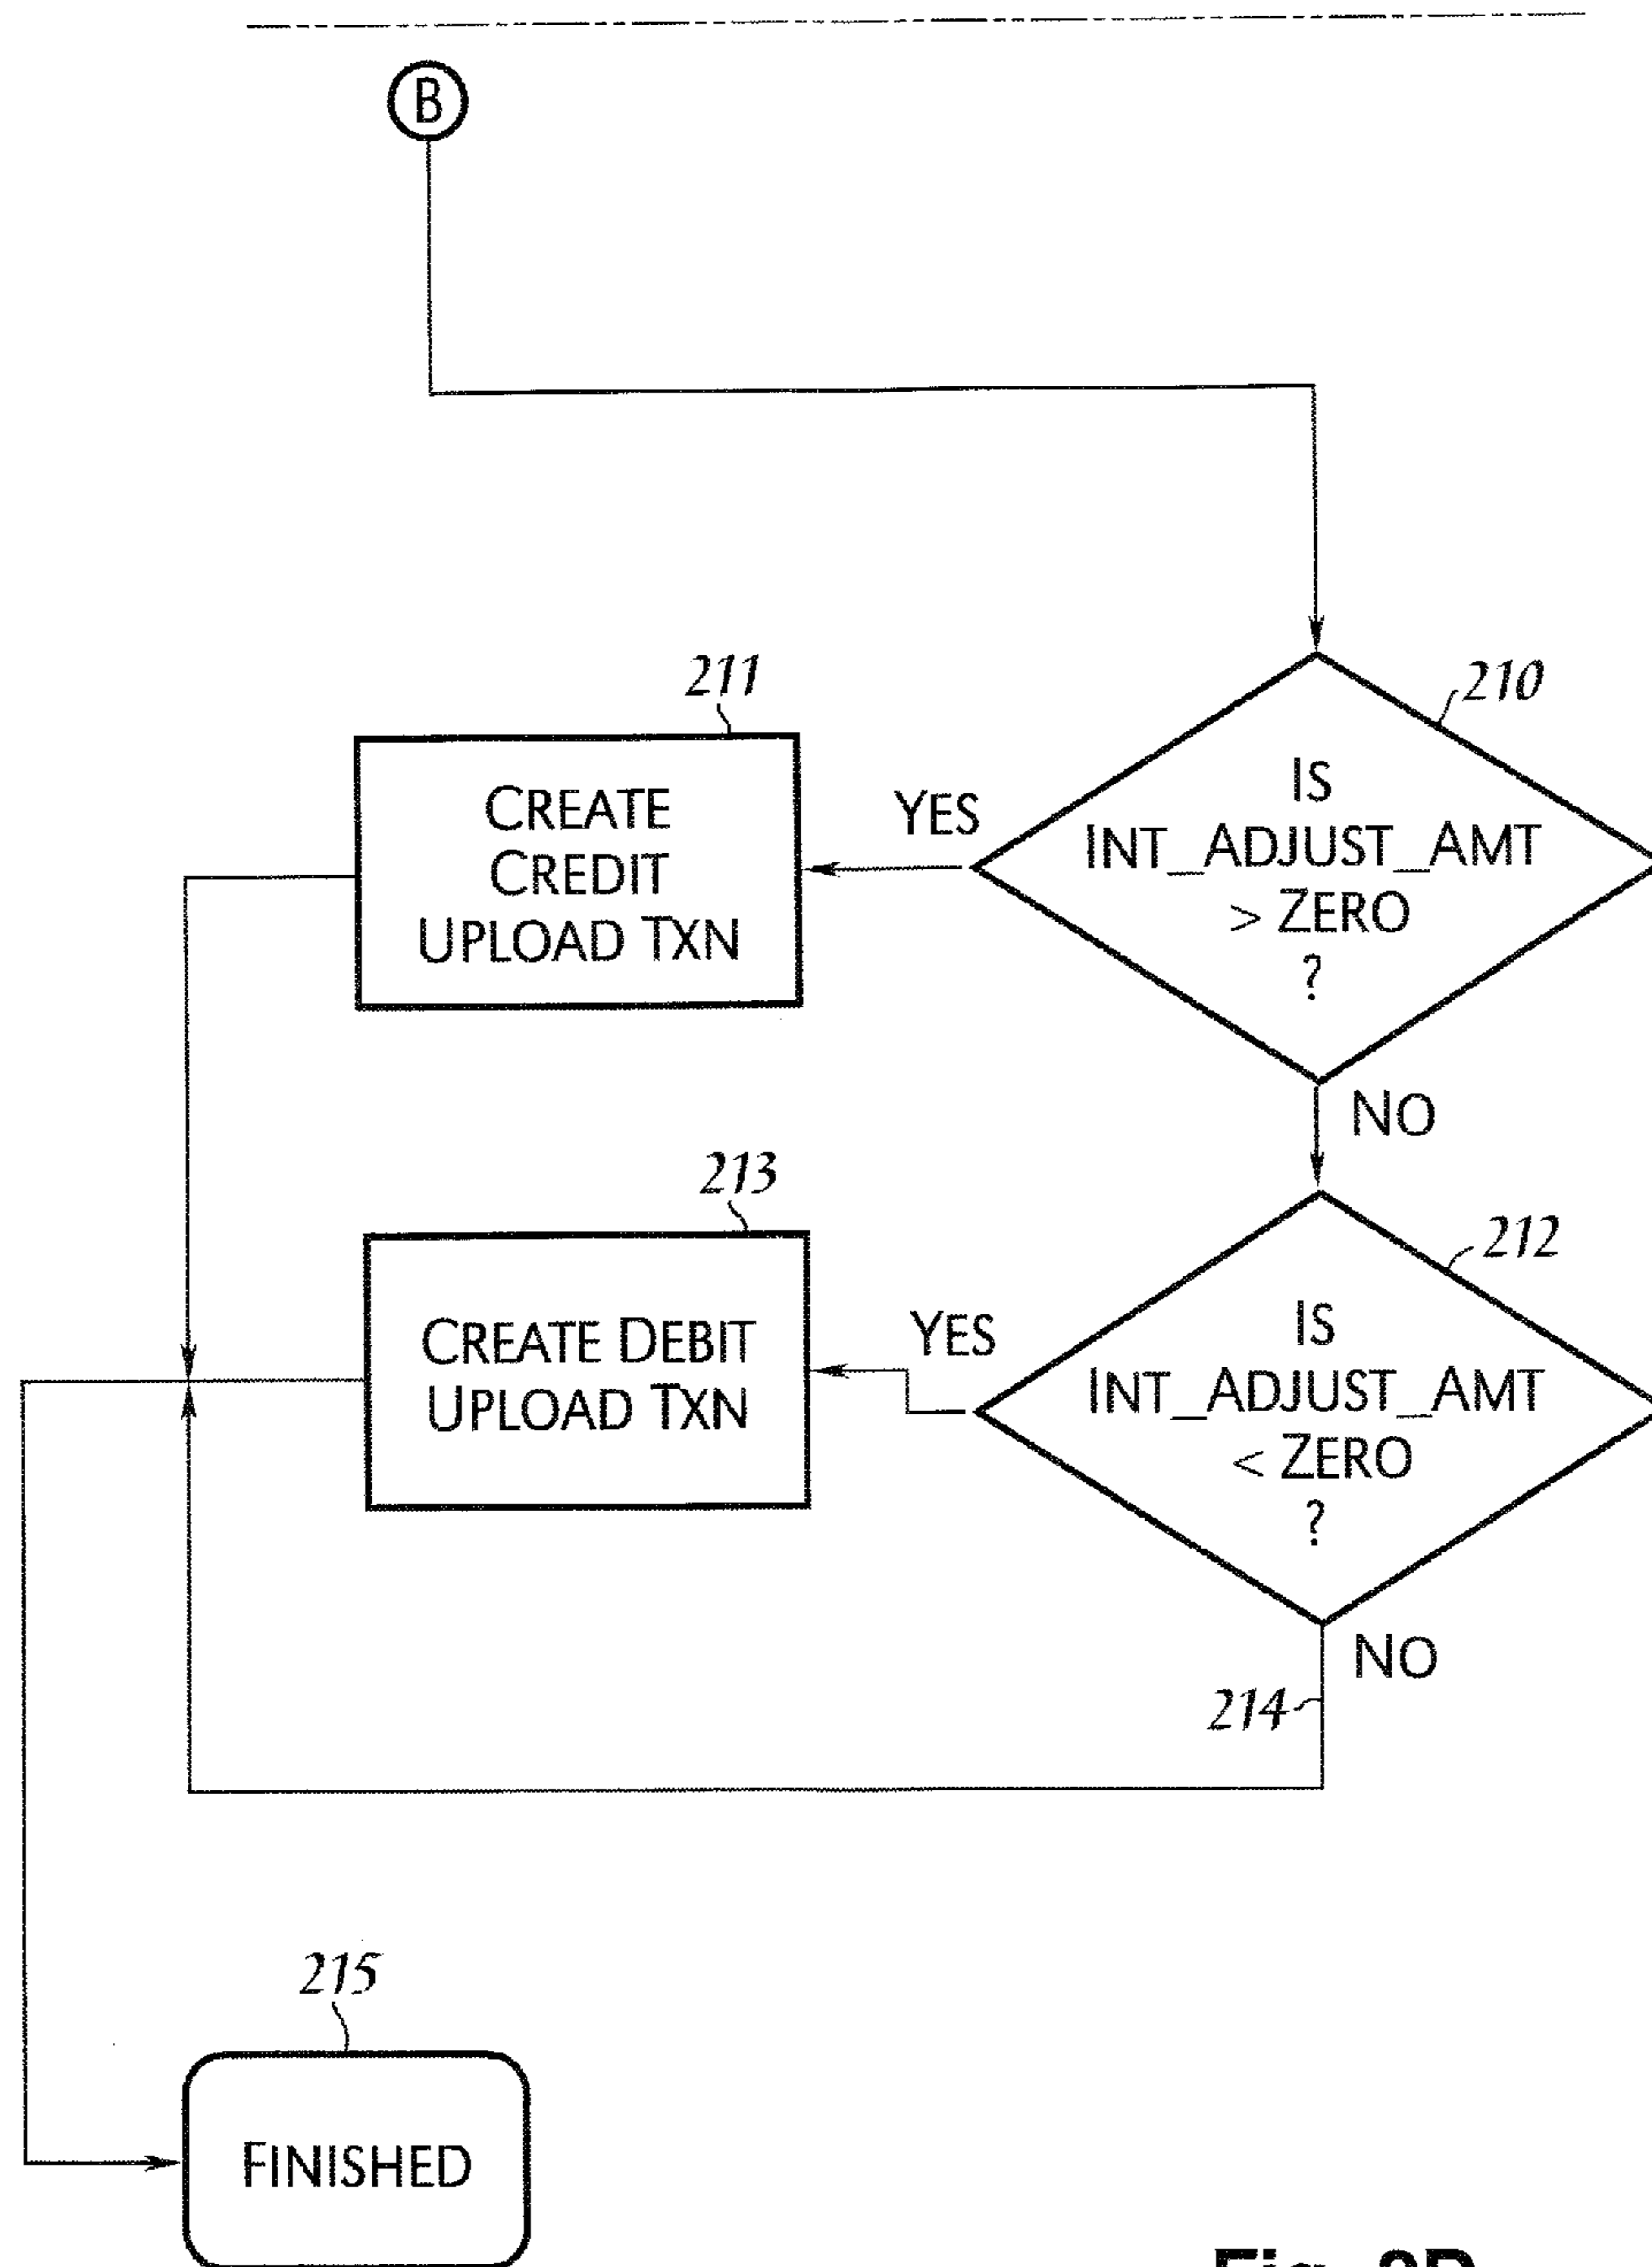 B
211
210
CREATE
CREDIT
UPLOAD TXN
YES
IS
INT_ADJUST_AMT
> ZERO
?
NO
213
212
CREATE DEBIT
UPLOAD TXN
YES
IS
INT_ADJUST_AMT
< ZERO
?
NO
214
215
FINISHED